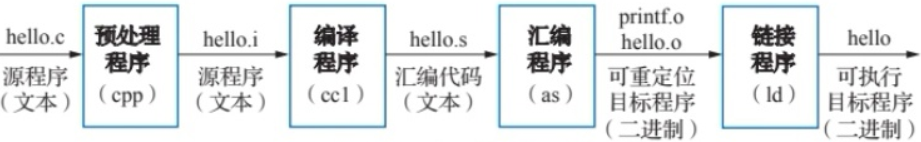 hello.c
源程序
（文本）
预处理
程序
（cpp）
hello.i
源程序
（文本）
编译
程序
（cc1）
hello.s
汇编代码
（文本）
汇编
程序
（as）
printf.o
hello.o
可重定位
目标程序
（二进制）
链接
程序
（ld）
hello
可执行
目标程序
（二进制）